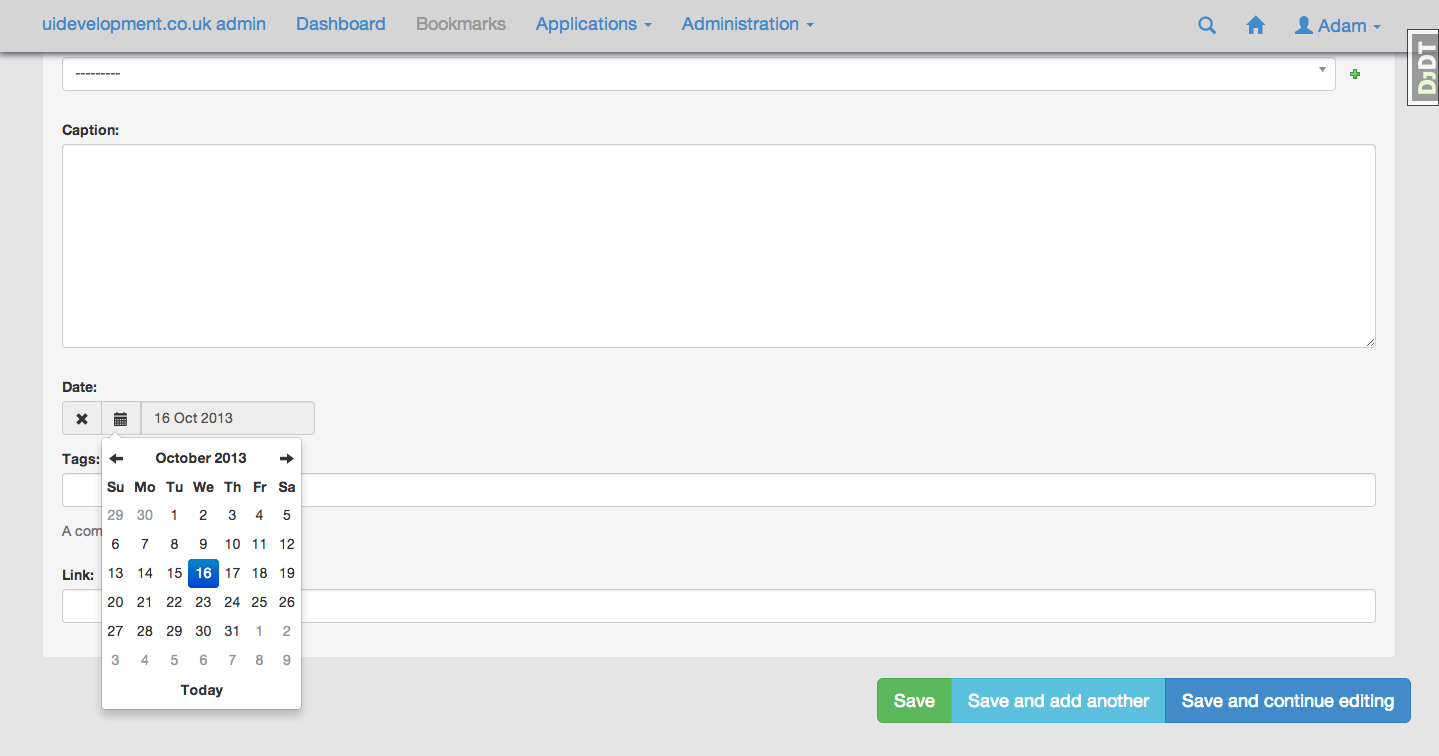 uidevelopment.co.uk admin Dashboard Bookmarks Applications Administration Adam
DJDT
---------
Caption:
Date:
16 Oct 2013
October 2013
Tags:
Su Mo Tu We Th Fr Sa
29 30 1 2 3 4 5
A com
6 7 8 9 10 11 12
Link:
13 14 15 16 17 18 19
20 21 22 23 24 25 26
27 28 29 30 31 1 2
3 4 5 6 7 8 9
Today
Save Save and add another Save and continue editing